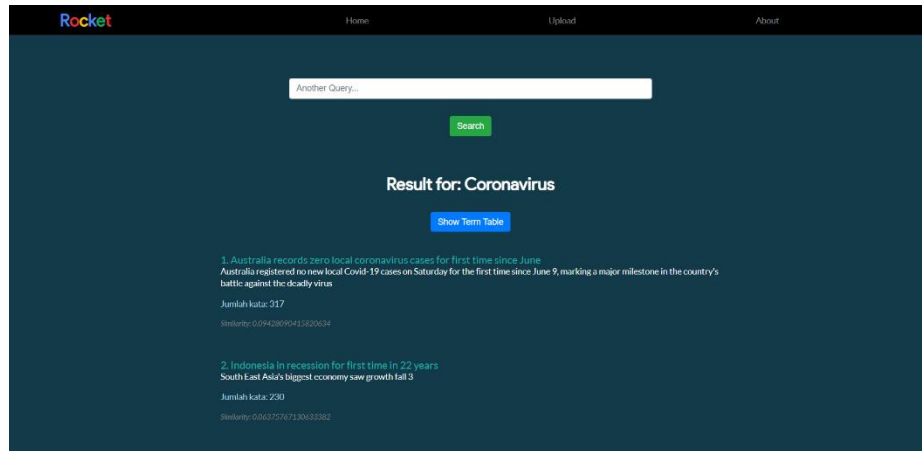 Rocket
Home
Upload
About
Another Query...
Search
Result for: Coronavirus
Show Term Table
1. Australia records zero local coronavirus cases for first time since June
Australia registered no new local Covid-19 cases on Saturday for the first time since June 9, marking a major milestone in the country's
battle against the deadly virus
Jumlah kata: 317
Similarity: 0.09428090415820634
2. Indonesia in recession for first time in 22 years
South East Asia's biggest economy saw growth fall 3
Jumlah kata: 230
Similarity: 0.06375767130633382